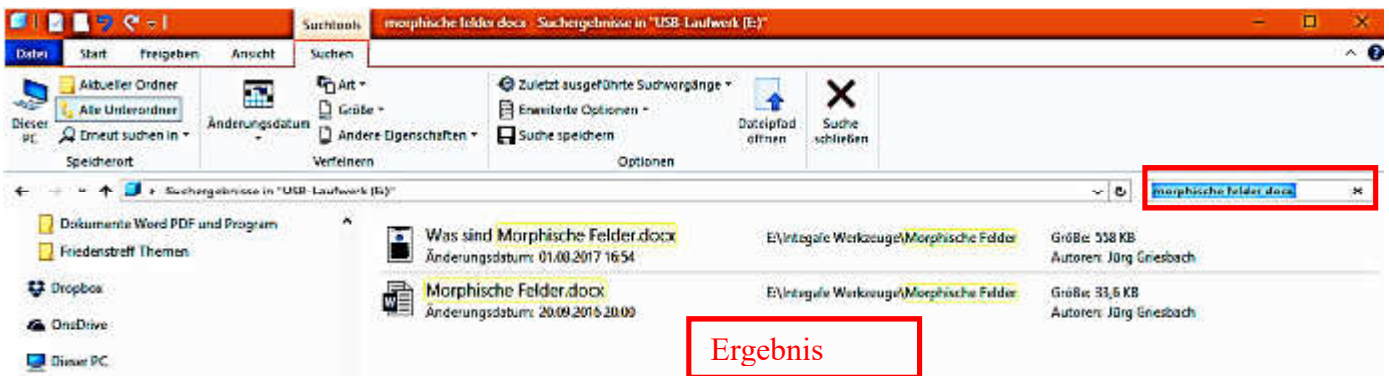 Suchtools morphische felder.docx - Suchergebnisse in "USB-Laufwerk (E:)"
Datei Start Freigeben Ansicht Suchen
Dieser PC
Aktueller Ordner
Alle Unterordner
Erneut suchen in
Speicherort
Änderungsdatum
Art
Größe
Andere Eigenschaften
Verfeinern
Zuletzt ausgeführte Suchvorgänge
Erweiterte Optionen
Suche speichern
Dateipfad öffnen
Suche schließen
Optionen
Suchergebnisse in "USB-Laufwerk (E:)" morphische felder.docx
Dokumente Word PDF und Program
Friedenstreff Themen
Dropbox
OneDrive
Dieser PC
Was sind Morphische Felder.docx E:\Integale Werkzeuge\Morphische Felder Größe: 558 KB
Änderungsdatum: 01.08.2017 16:54 Autoren: Jürg Griesbach
Morphische Felder.docx E:\Integale Werkzeuge\Morphische Felder Größe: 33,6 KB
Änderungsdatum: 20.09.2016 20:00 Autoren: Jürg Griesbach
Ergebnis